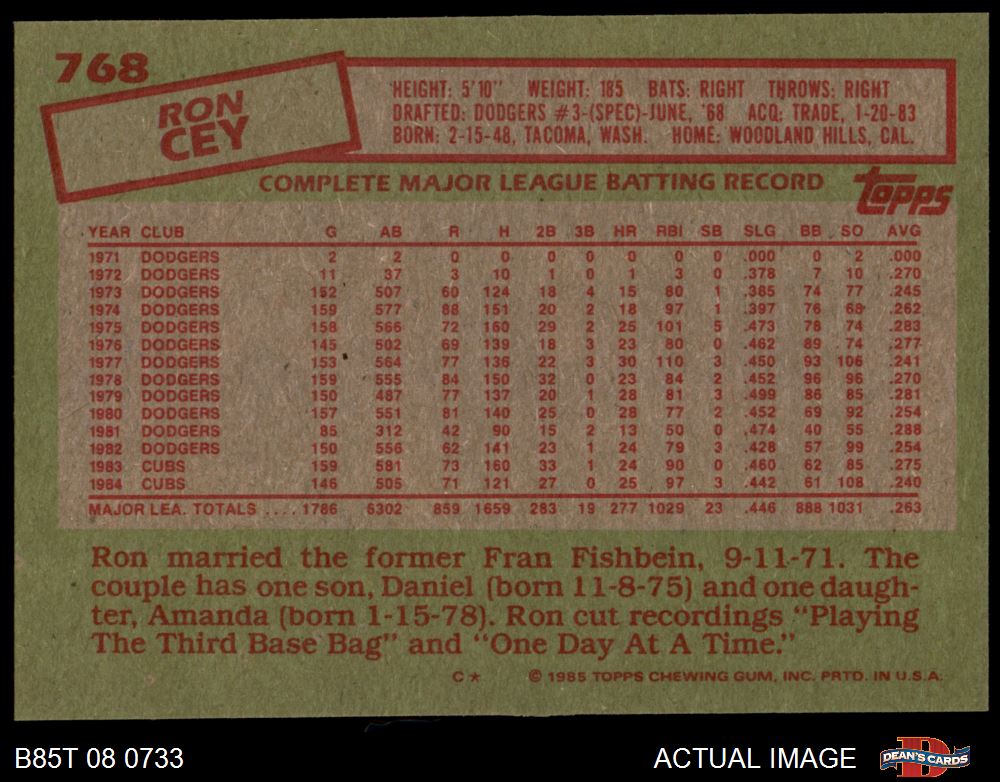 768
RON
CEY
HEIGHT: 5'10" WEIGHT: 185 BATS: RIGHT THROWS: RIGHT
DRAFTED: DODGERS #3-(SPEC)-JUNE, '68 ACQ: TRADE, 1-20-83
BORN: 2-15-48, TACOMA, WASH. HOME: WOODLAND HILLS, CAL.
COMPLETE MAJOR LEAGUE BATTING RECORD
topps
YEAR CLUB G AB R H 2B 3B HR RBI SB SLG BB SO AVG
1971 DODGERS 2 2 0 0 0 0 0 0 0 .000 0 2 .000
1972 DODGERS 11 37 3 10 1 0 1 3 0 .378 7 10 .270
1973 DODGERS 152 507 60 124 18 4 15 80 1 .385 74 77 .245
1974 DODGERS 159 577 88 151 20 2 18 97 1 .397 76 68 .262
1975 DODGERS 158 566 72 160 29 2 25 101 5 .473 78 74 .283
1976 DODGERS 145 502 69 139 18 3 23 80 0 .462 89 74 .277
1977 DODGERS 153 564 77 136 22 3 30 110 3 .450 93 106 .241
1978 DODGERS 159 555 84 150 32 0 23 84 2 .452 96 96 .270
1979 DODGERS 150 487 77 137 20 1 28 81 3 .499 86 85 .281
1980 DODGERS 157 551 81 140 25 0 28 77 2 .452 69 92 .254
1981 DODGERS 85 312 42 90 15 2 13 50 0 .474 40 55 .288
1982 DODGERS 150 556 62 141 23 1 24 79 3 .428 57 99 .254
1983 CUBS 159 581 73 160 33 1 24 90 0 .460 62 85 .275
1984 CUBS 146 505 71 121 27 0 25 97 3 .442 61 108 .240
MAJOR LEA. TOTALS .... 1786 6302 859 1659 283 19 277 1029 23 .446 888 1031 .263
Ron married the former Fran Fishbein, 9-11-71. The
couple has one son, Daniel (born 11-8-75) and one daugh-
ter, Amanda (born 1-15-78). Ron cut recordings "Playing
The Third Base Bag" and "One Day At A Time."
C★ © 1985 TOPPS CHEWING GUM, INC. PRTD. IN U.S.A.
B85T 08 0733
ACTUAL IMAGE
D
DEAN'S CARDS